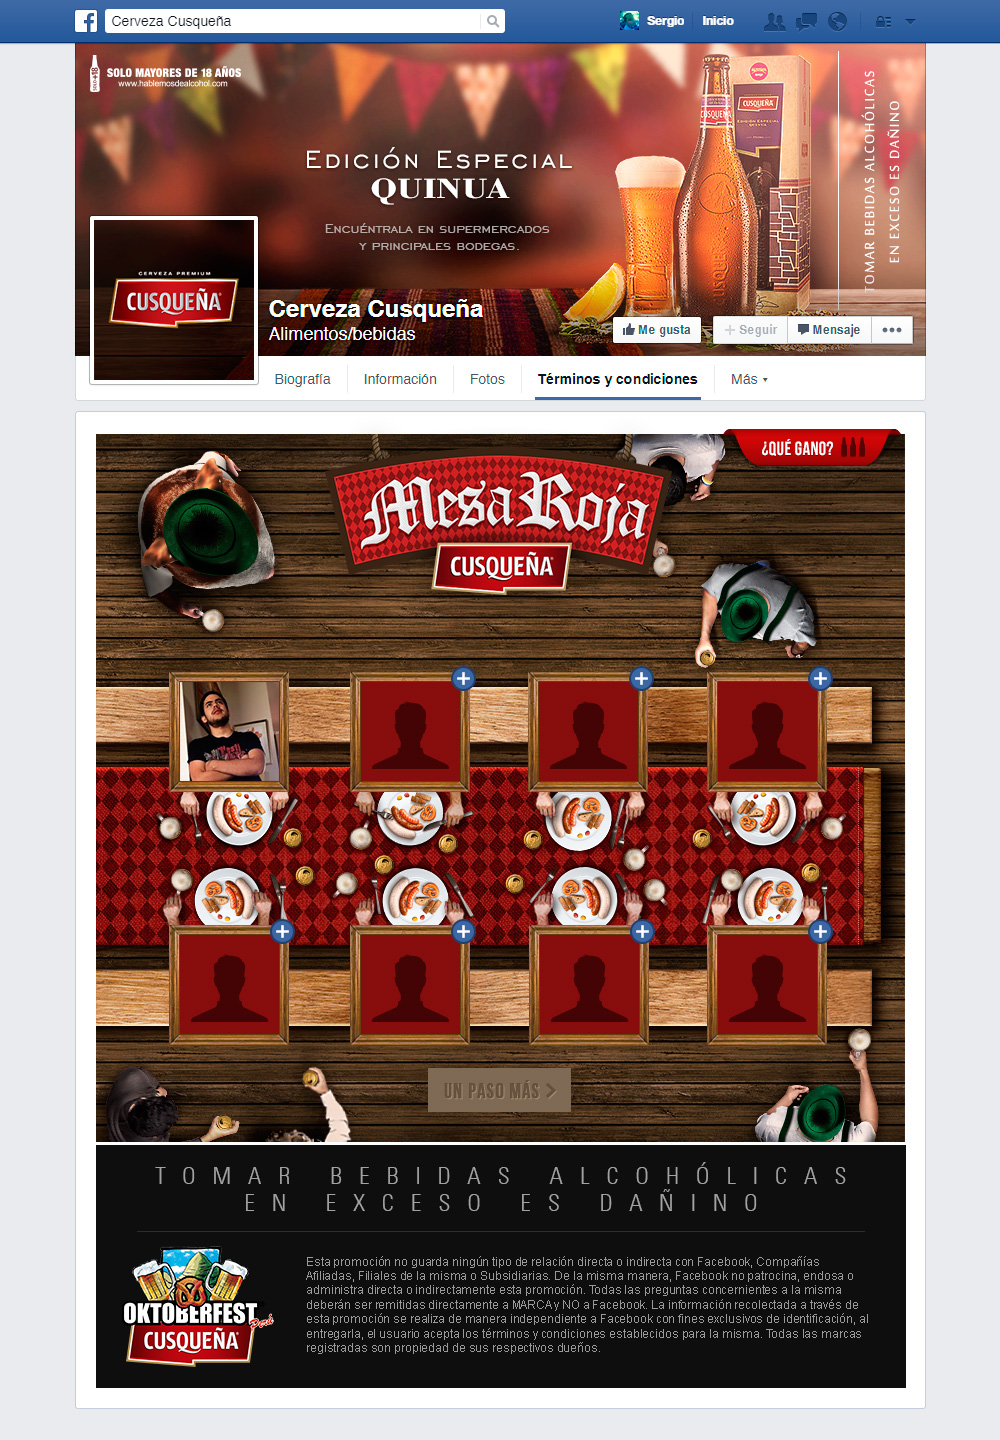 Cerveza Cusqueña
Sergio
Inicio
SOLO MAYORES DE 18 AÑOS
www.hablemosdealcohol.com
EDICIÓN ESPECIAL
QUINUA
ENCUÉNTRALA EN SUPERMERCADOS
Y PRINCIPALES BODEGAS.
CUSQUEÑA
CUSQUEÑA
CUSQUEÑA
EDICIÓN ESPECIAL
QUINUA
TOMAR BEBIDAS ALCOHÓLICAS
EN EXCESO ES DAÑINO
CERVEZA PREMIUM
CUSQUEÑA
Cerveza Cusqueña
Alimentos/bebidas
Me gusta
Seguir
Mensaje
Biografía
Información
Fotos
Términos y condiciones
Más
¿QUÉ GANO?
Mesa Roja
CUSQUEÑA
UN PASO MÁS >
TOMAR BEBIDAS ALCOHÓLICAS
EN EXCESO ES DAÑINO
OKTOBERFEST
Perú
CUSQUEÑA
Esta promoción no guarda ningún tipo de relación directa o indirecta con Facebook, Compañías
Afiliadas, Filiales de la misma o Subsidiarias. De la misma manera, Facebook no patrocina, endosa o
administra directa o indirectamente esta promoción. Todas las preguntas concernientes a la misma
deberán ser remitidas directamente a MARCA y NO a Facebook. La información recolectada a través de
esta promoción se realiza de manera independiente a Facebook con fines exclusivos de identificación, al
entregarla, el usuario acepta los términos y condiciones establecidos para la misma. Todas las marcas
registradas son propiedad de sus respectivos dueños.